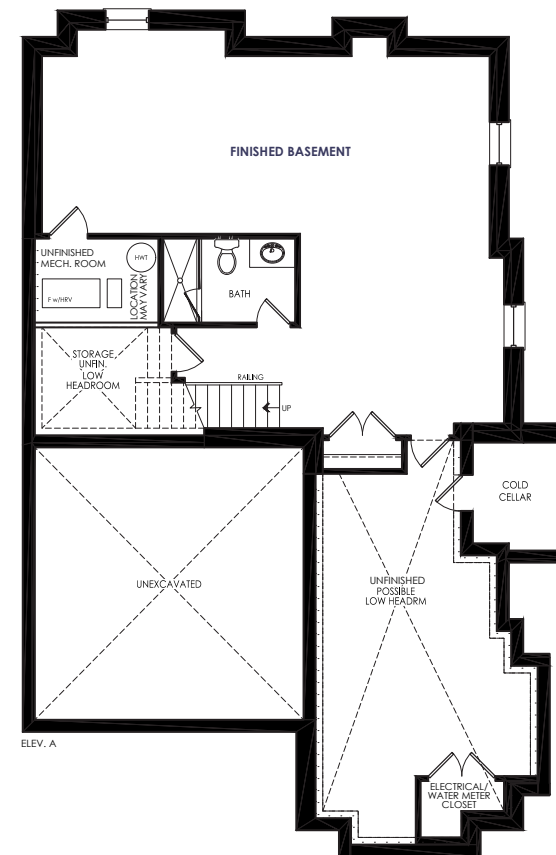 FINISHED BASEMENT
UNFINISHED
MECH. ROOM
HWT
F w/HRV
LOCATION
MAY VARY
BATH
STORAGE
UNFIN.
LOW
HEADROOM
RAILING
UP
COLD
CELLAR
UNEXCAVATED
UNFINISHED
POSSIBLE
LOW HEADRM
ELEV. A
ELECTRICAL/
WATER METER
CLOSET